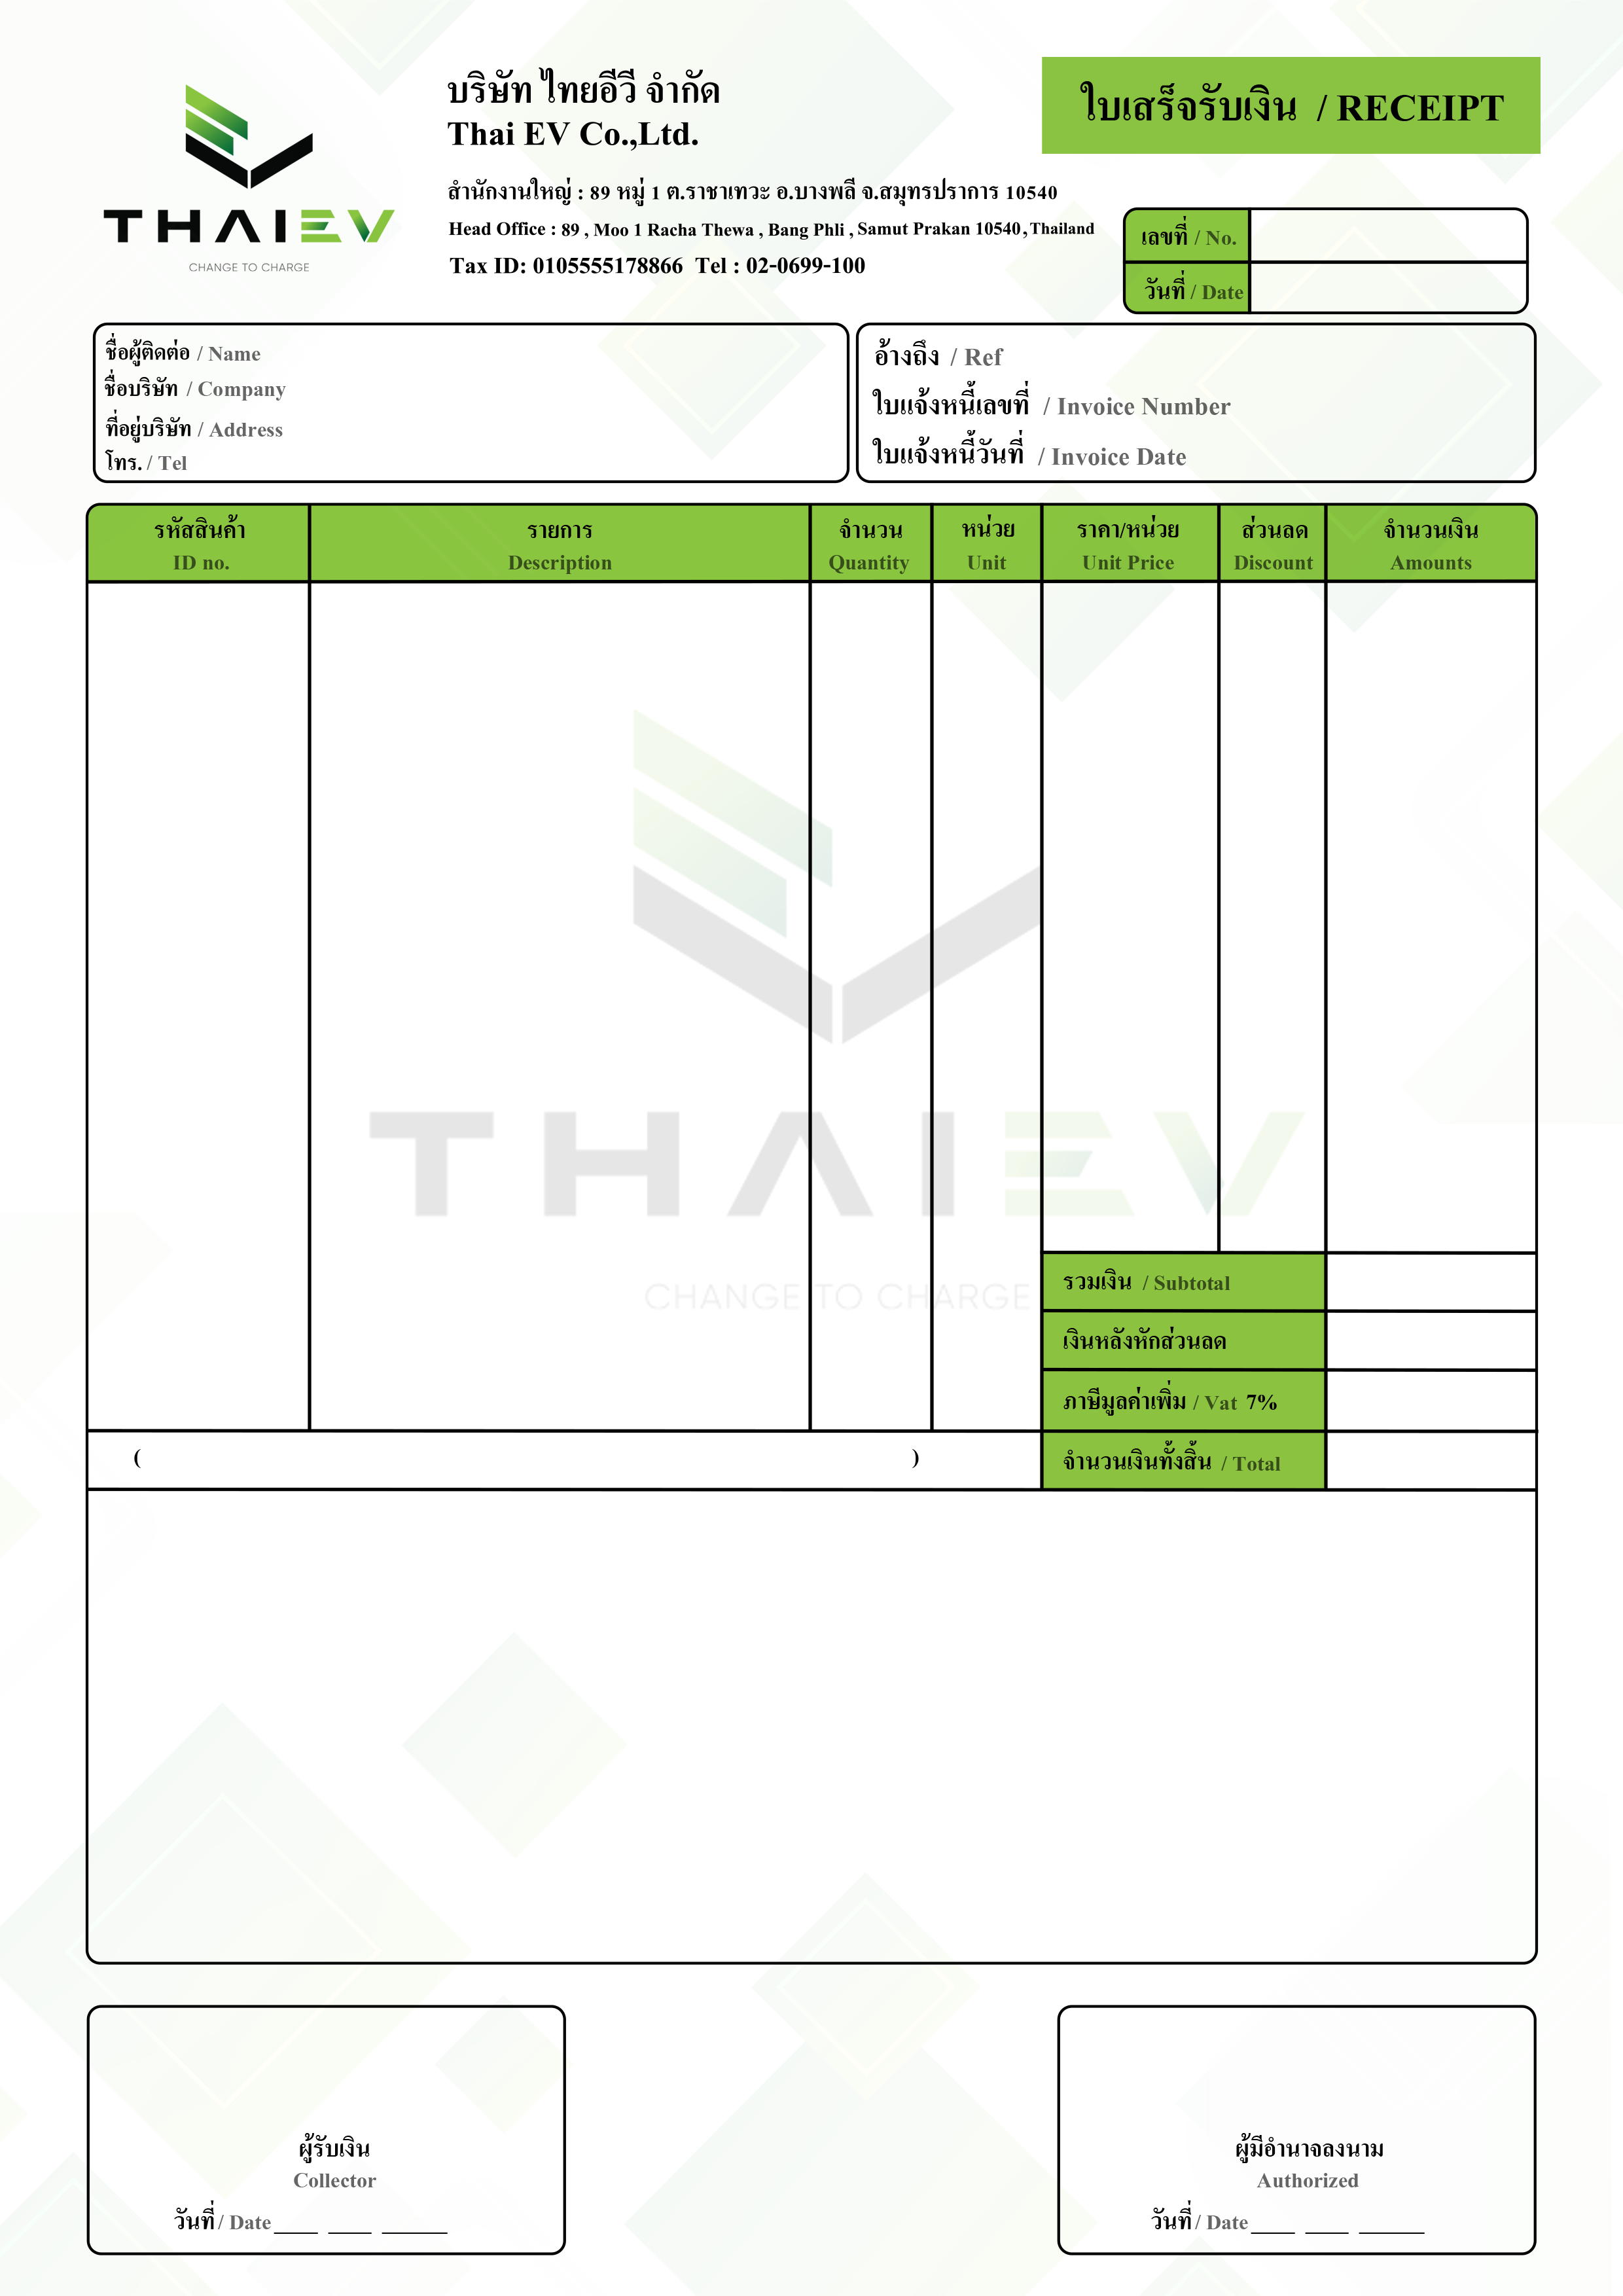 บริษัท ไทยอีวี จำกัด
Thai EV Co.,Ltd.
ใบเสร็จรับเงิน / RECEIPT
THAIEV
CHANGE TO CHARGE
สำนักงานใหญ่ : 89 หมู่ 1 ต.ราชาเทวะ อ.บางพลี จ.สมุทรปราการ 10540
Head Office : 89 , Moo 1 Racha Thewa , Bang Phli , Samut Prakan 10540, Thailand
Tax ID: 0105555178866 Tel : 02-0699-100
เลขที่ / No.
วันที่ / Date
ชื่อผู้ติดต่อ / Name
ชื่อบริษัท / Company
ที่อยู่บริษัท / Address
โทร. / Tel
อ้างถึง / Ref
ใบแจ้งหนี้เลขที่ / Invoice Number
ใบแจ้งหนี้วันที่ / Invoice Date
รหัสสินค้า รายการ จำนวน หน่วย ราคา/หน่วย ส่วนลด จำนวนเงิน
ID no. Description Quantity Unit Unit Price Discount Amounts
THAIEV
CHANGE TO CHARGE
รวมเงิน / Subtotal
เงินหลังหักส่วนลด
ภาษีมูลค่าเพิ่ม / Vat 7%
( ) จำนวนเงินทั้งสิ้น / Total
ผู้รับเงิน
Collector
วันที่ / Date ____ ____ ______
ผู้มีอำนาจลงนาม
Authorized
วันที่ / Date ____ ____ ______